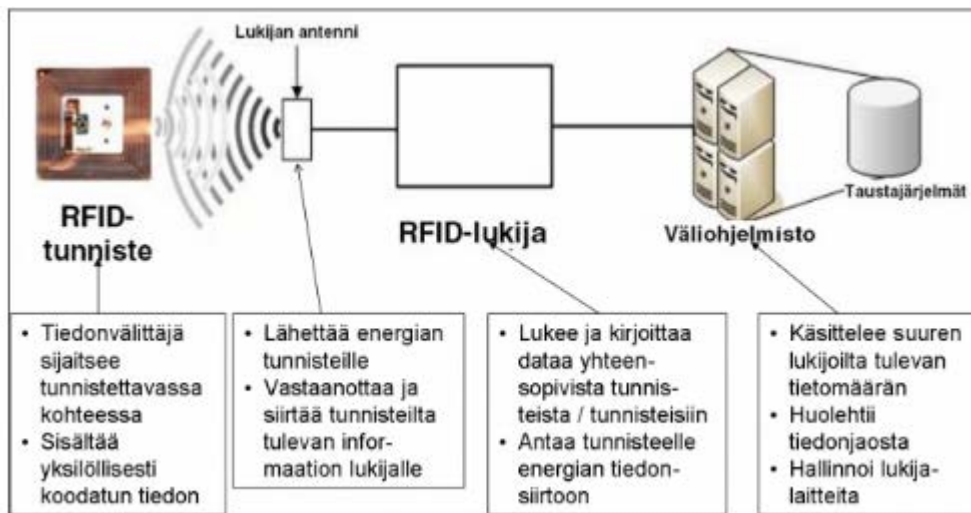 Lukijan antenni
RFID-
tunniste
RFID-lukija
Väliohjelmisto
Taustajärjelmät
• Tiedonvälittäjä
sijaitsee
tunnistettavassa
kohteessa
• Sisältää
yksilöllisesti
koodatun tiedon
• Lähettää energian
tunnisteille
• Vastaanottaa ja
siirtää tunnisteilta
tulevan infor-
maation lukijalle
• Lukee ja kirjoittaa
dataa yhteen-
sopivista tunnis-
teista / tunnisteisiin
• Antaa tunnisteelle
energian tiedon-
siirtoon
• Käsittelee suuren
lukijoilta tulevan
tietomäärän
• Huolehtii
tiedonjaosta
• Hallinnoi lukija-
laitteita